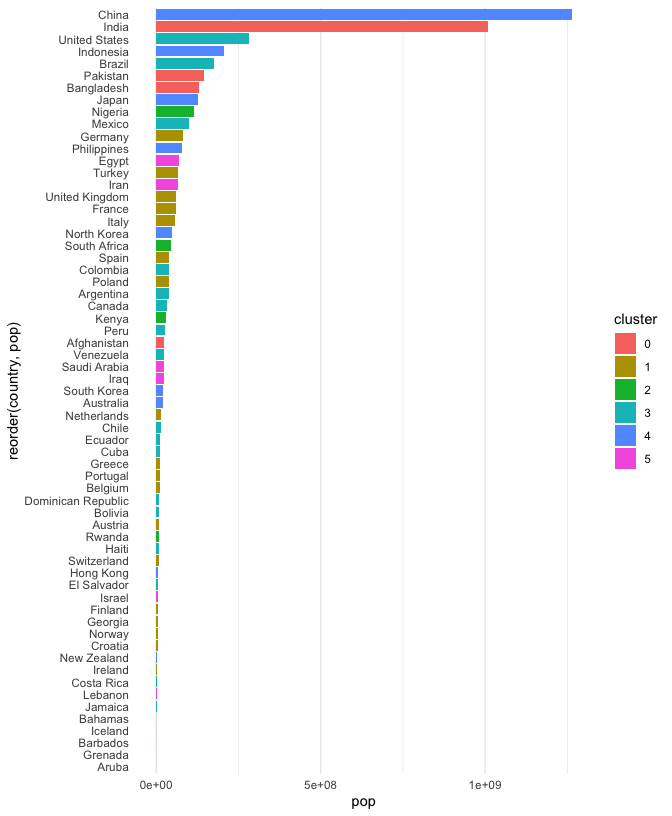 China
India
United States
Indonesia
Brazil
Pakistan
Bangladesh
Japan
Nigeria
Mexico
Germany
Philippines
Egypt
Turkey
Iran
United Kingdom
France
Italy
North Korea
South Africa
Spain
Colombia
Poland
Argentina
Canada
Kenya
Peru
Afghanistan
Venezuela
Saudi Arabia
Iraq
South Korea
Australia
Netherlands
Chile
Ecuador
Cuba
Greece
Portugal
Belgium
Dominican Republic
Bolivia
Austria
Rwanda
Haiti
Switzerland
Hong Kong
El Salvador
Israel
Finland
Georgia
Norway
Croatia
New Zealand
Ireland
Costa Rica
Lebanon
Jamaica
Bahamas
Iceland
Barbados
Grenada
Aruba
reorder(country, pop)
0e+00 5e+08 1e+09
pop
cluster
0
1
2
3
4
5